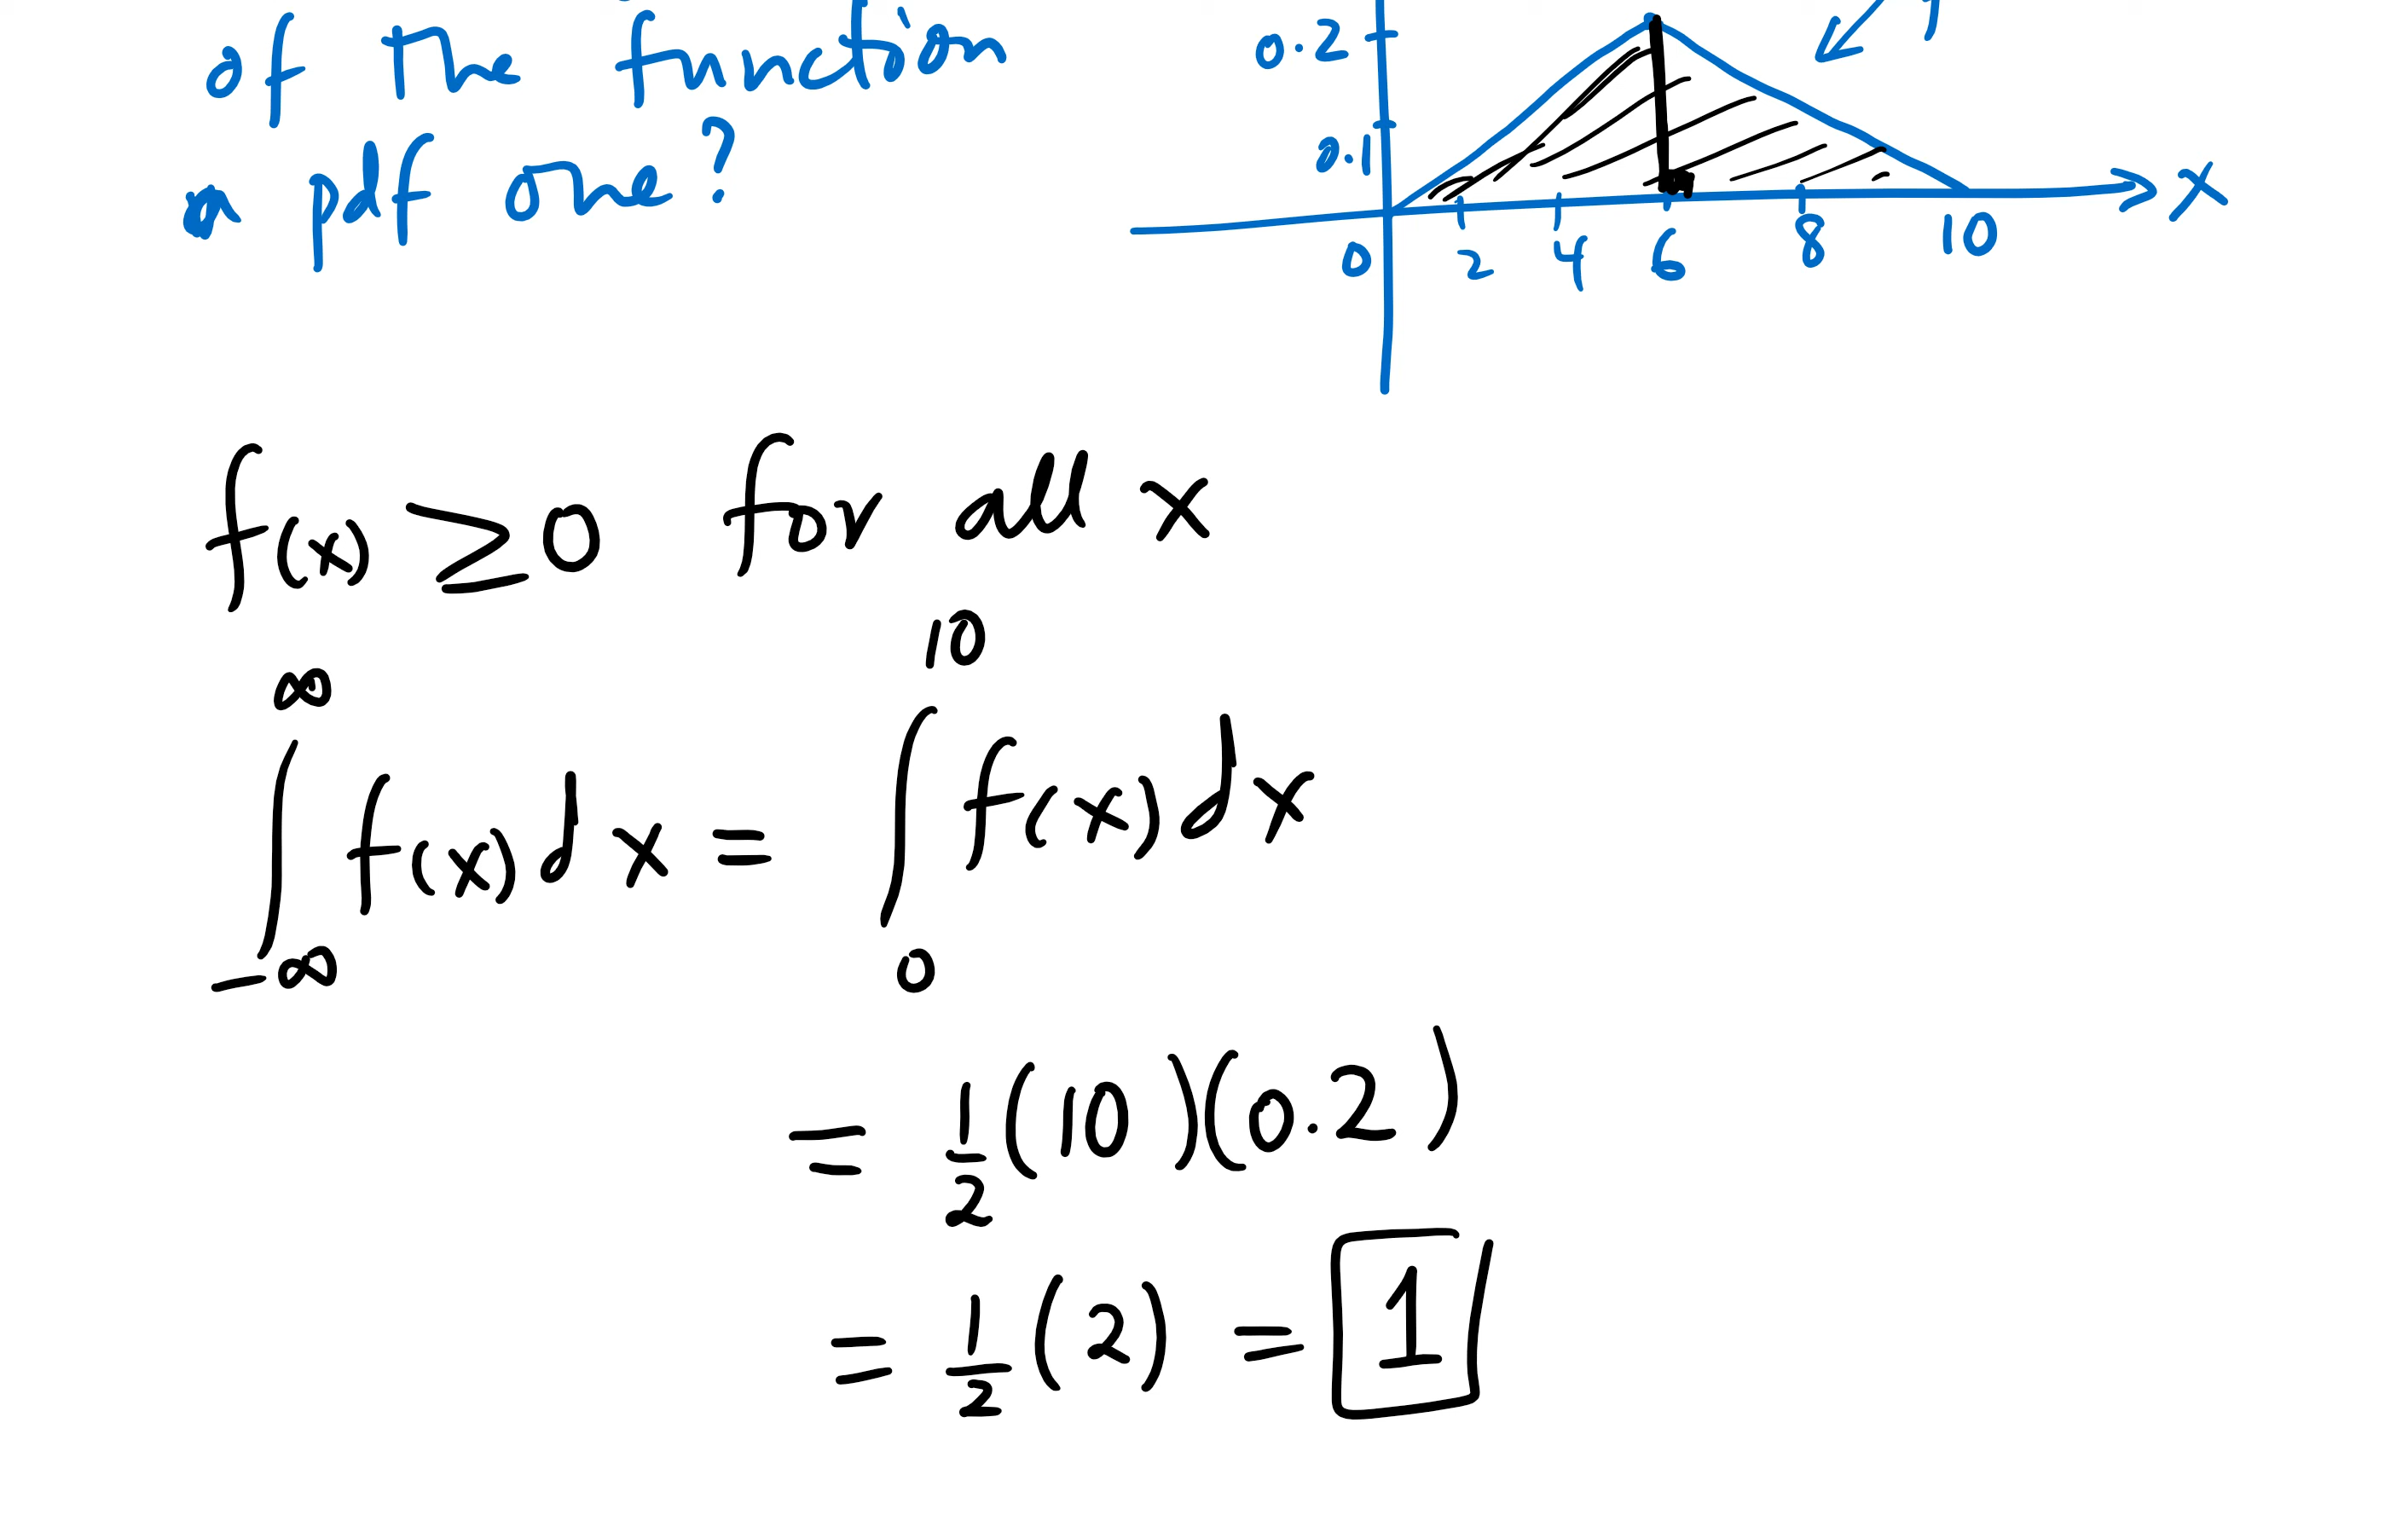 of the function
a pdf one?
0.2
0.1
0 2 4 6 8 10
x
f(x) ≥ 0 for all x
∫_{-∞}^{∞} f(x) dx = ∫_{0}^{10} f(x) dx
= 1/2 (10)(0.2)
= 1/2 (2) = 1